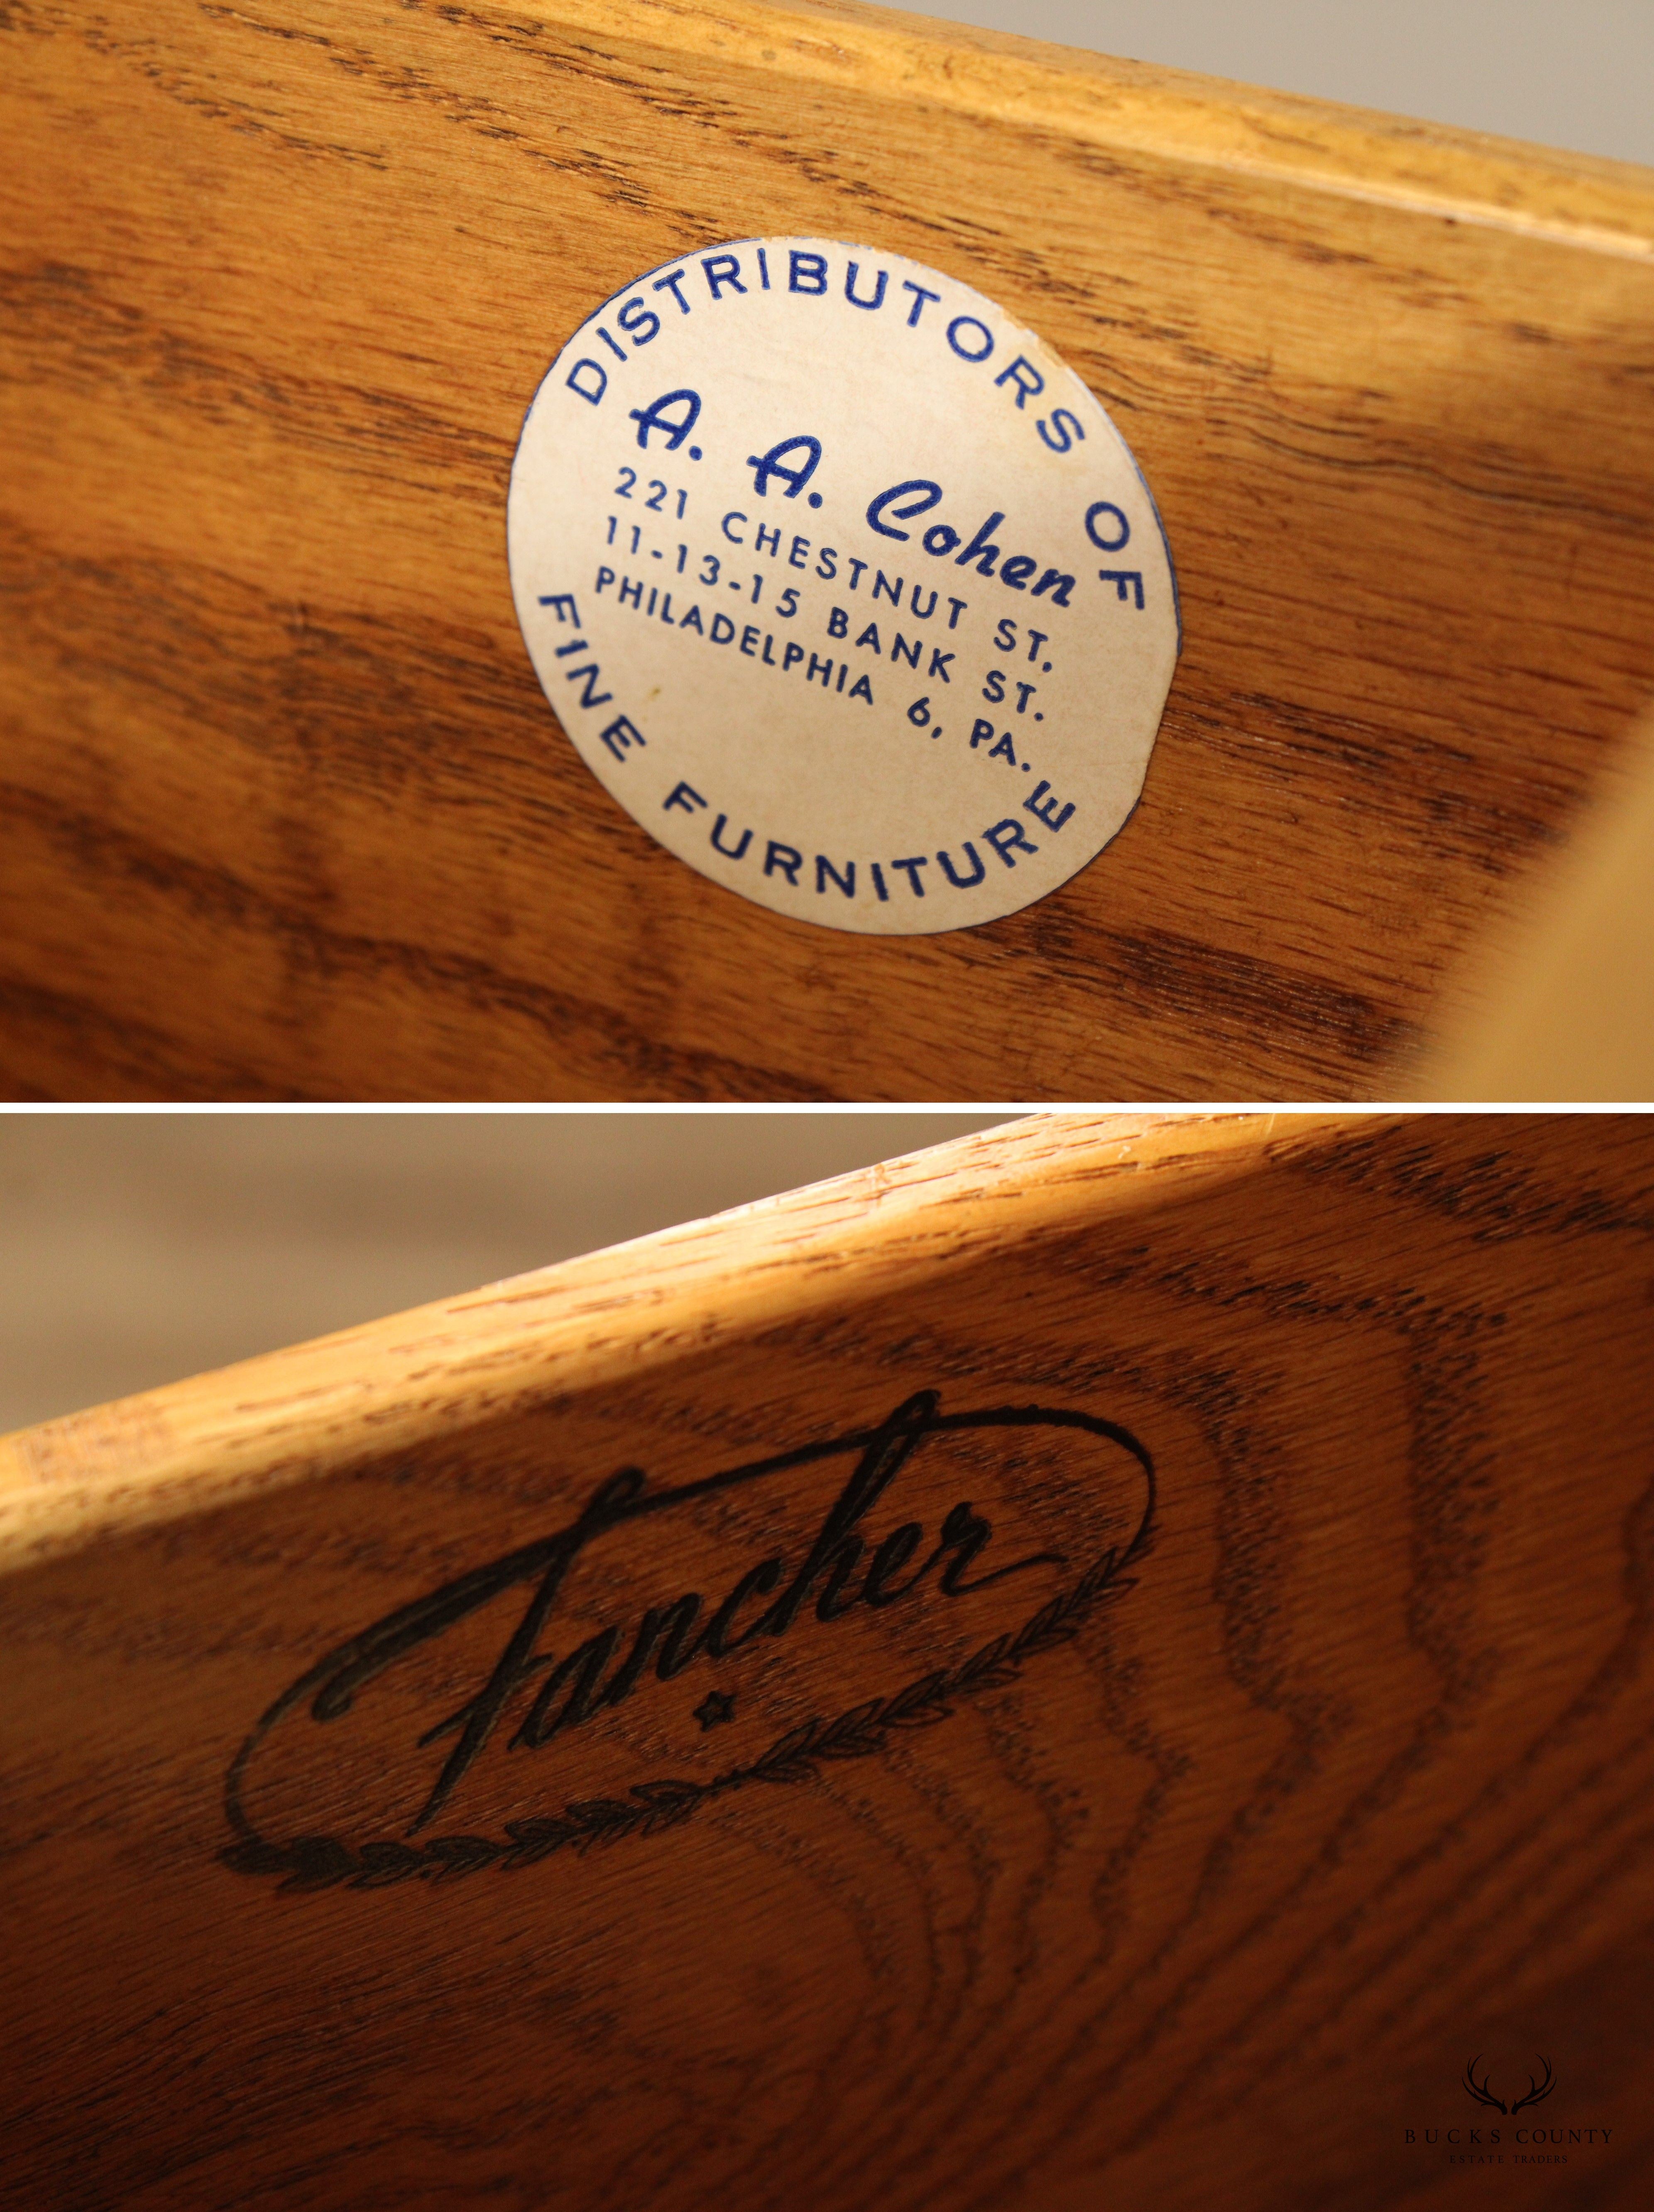 DISTRIBUTORS OF
A. A. Cohen
221 CHESTNUT ST.
11-13-15 BANK ST.
PHILADELPHIA 6, PA.
FINE FURNITURE
Fancher
BUCKS COUNTY
ESTATE TRADERS